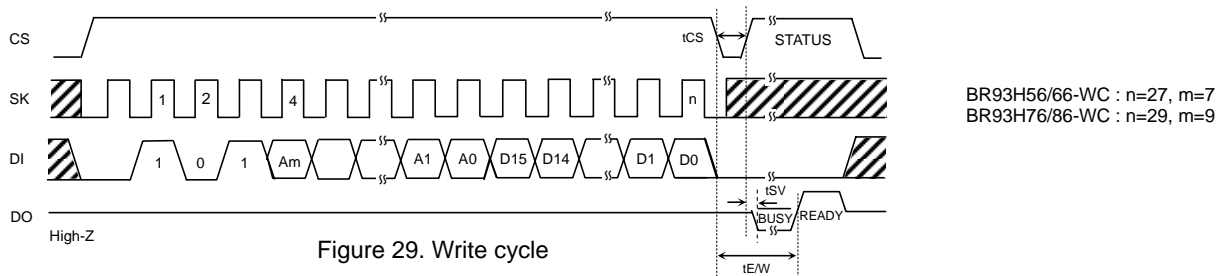 CS
tCS
STATUS
SK
1 2 4 n
BR93H56/66-WC : n=27, m=7
BR93H76/86-WC : n=29, m=9
DI
1 0 1 Am A1 A0 D15 D14 D1 D0
tSV
DO
BUSY READY
High-Z
Figure 29. Write cycle
tE/W